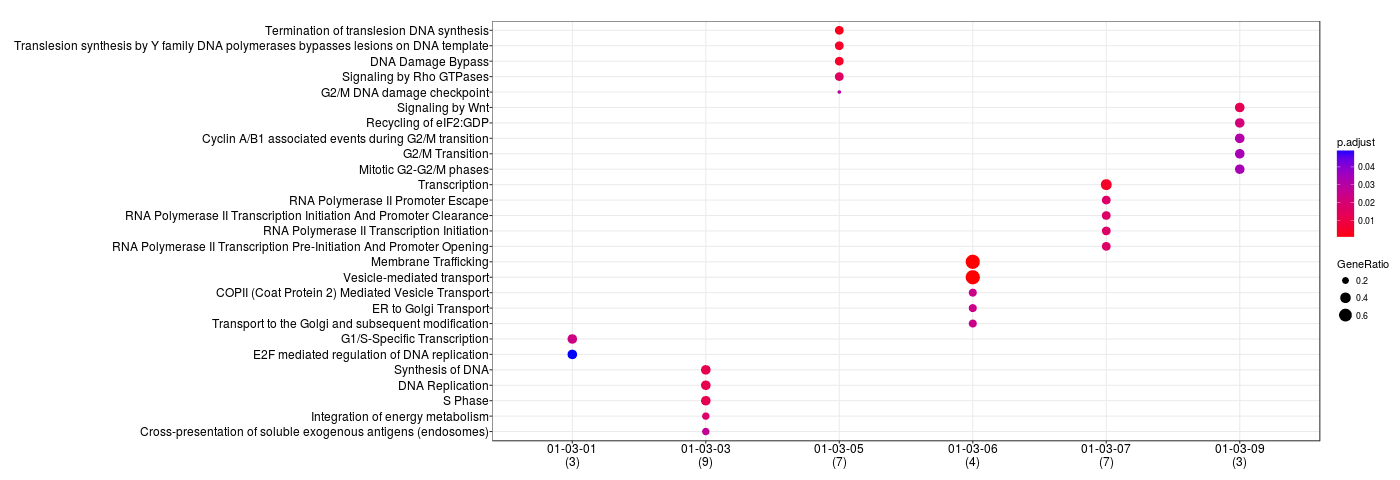 Termination of translesion DNA synthesis
Translesion synthesis by Y family DNA polymerases bypasses lesions on DNA template
DNA Damage Bypass
Signaling by Rho GTPases
G2/M DNA damage checkpoint
Signaling by Wnt
Recycling of eIF2:GDP
Cyclin A/B1 associated events during G2/M transition
G2/M Transition
Mitotic G2-G2/M phases
Transcription
RNA Polymerase II Promoter Escape
RNA Polymerase II Transcription Initiation And Promoter Clearance
RNA Polymerase II Transcription Initiation
RNA Polymerase II Transcription Pre-Initiation And Promoter Opening
Membrane Trafficking
Vesicle-mediated transport
COPII (Coat Protein 2) Mediated Vesicle Transport
ER to Golgi Transport
Transport to the Golgi and subsequent modification
G1/S-Specific Transcription
E2F mediated regulation of DNA replication
Synthesis of DNA
DNA Replication
S Phase
Integration of energy metabolism
Cross-presentation of soluble exogenous antigens (endosomes)
01-03-01 01-03-03 01-03-05 01-03-06 01-03-07 01-03-09
(3) (9) (7) (4) (7) (3)
p.adjust
0.04
0.03
0.02
0.01
GeneRatio
0.2
0.4
0.6